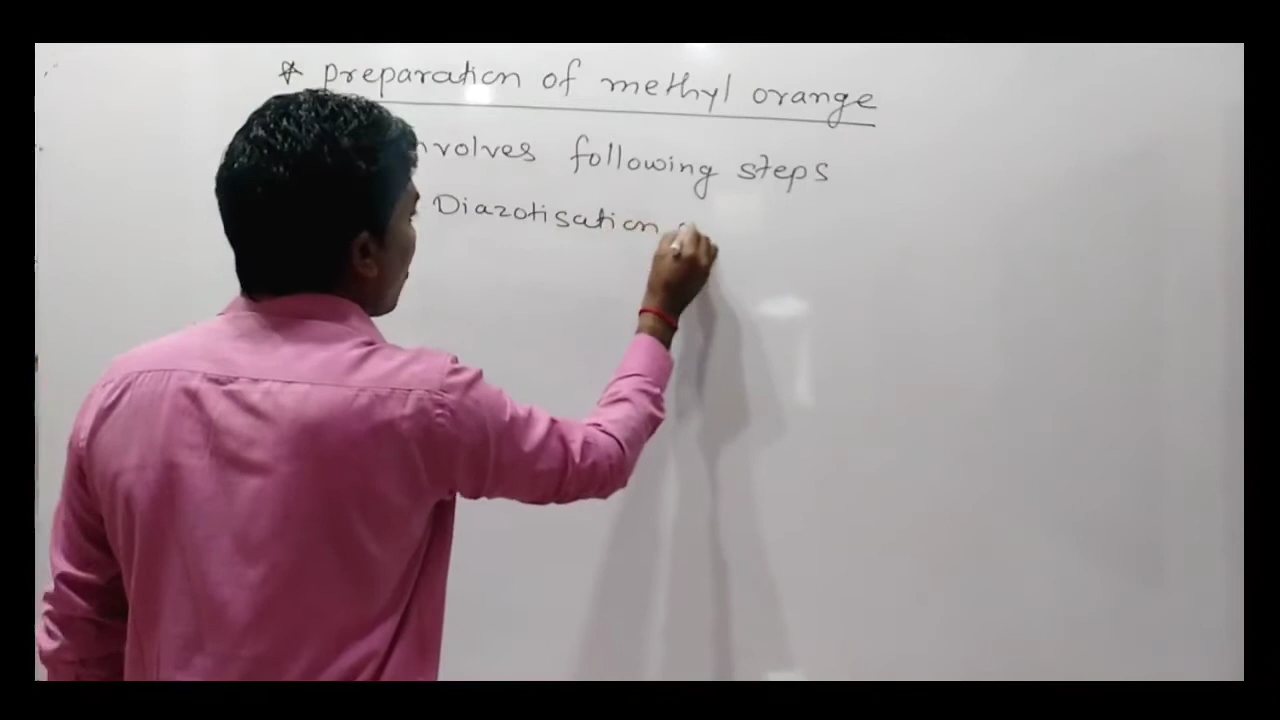 * preparation of methyl orange
nvolves following steps
Diazotisation